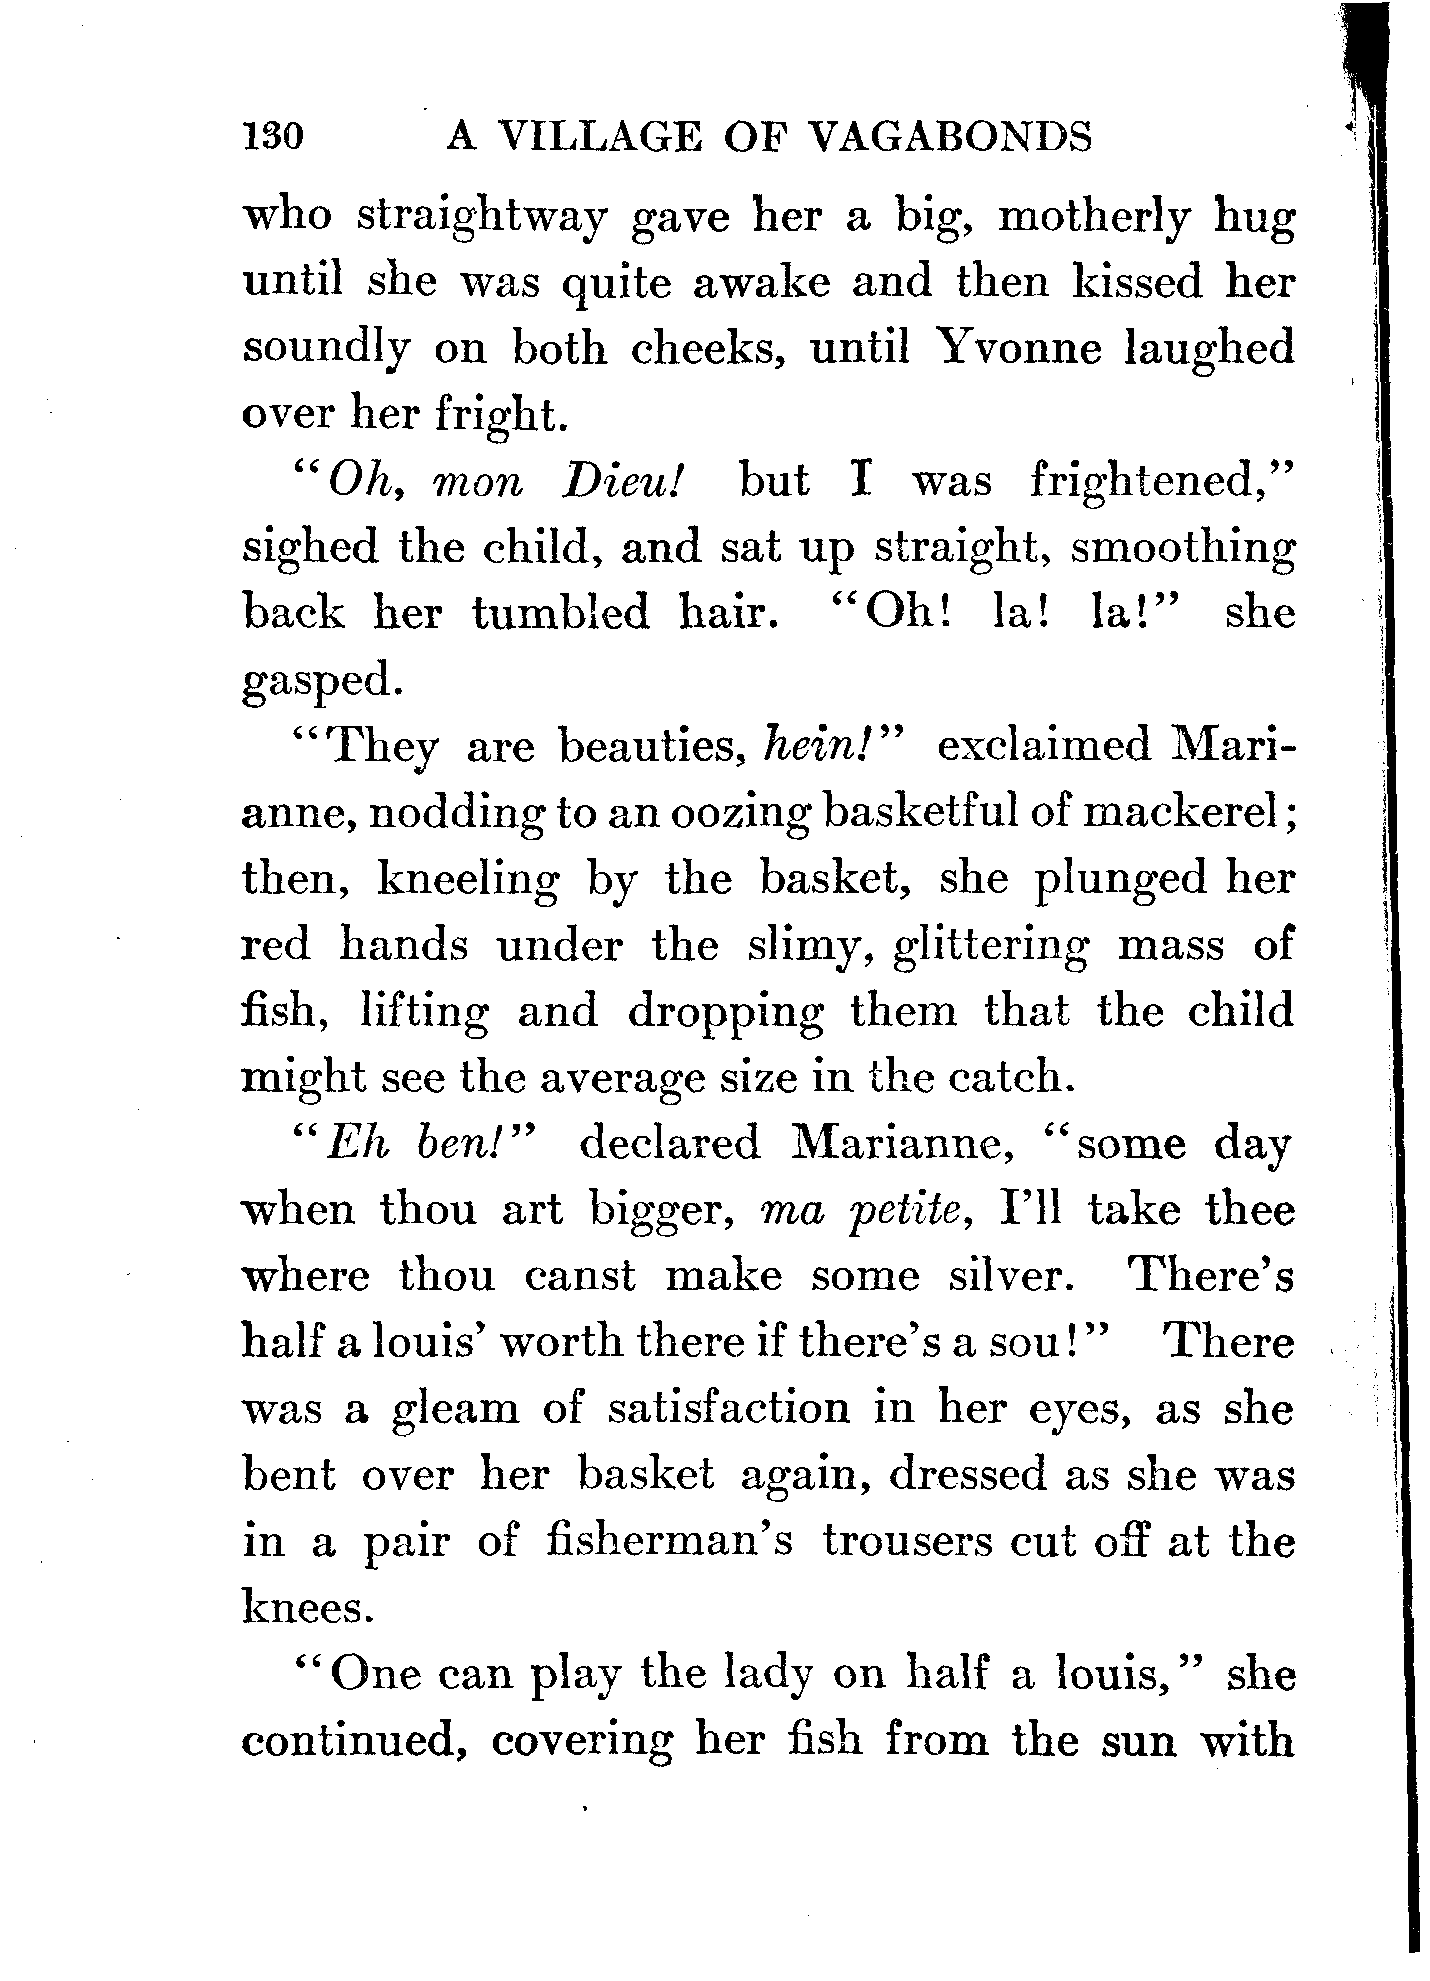 130 A VILLAGE OF VAGABONDS
who straightway gave her a big, motherly hug
until she was quite awake and then kissed her
soundly on both cheeks, until Yvonne laughed
over her fright.
“Oh, mon Dieu! but I was frightened,”
sighed the child, and sat up straight, smoothing
back her tumbled hair. “Oh! la! la!” she
gasped.
“They are beauties, hein!” exclaimed Mari-
anne, nodding to an oozing basketful of mackerel;
then, kneeling by the basket, she plunged her
red hands under the slimy, glittering mass of
fish, lifting and dropping them that the child
might see the average size in the catch.
“Eh ben!” declared Marianne, “some day
when thou art bigger, ma petite, I’ll take thee
where thou canst make some silver. There’s
half a louis’ worth there if there’s a sou!” There
was a gleam of satisfaction in her eyes, as she
bent over her basket again, dressed as she was
in a pair of fisherman’s trousers cut off at the
knees.
“One can play the lady on half a louis,” she
continued, covering her fish from the sun with